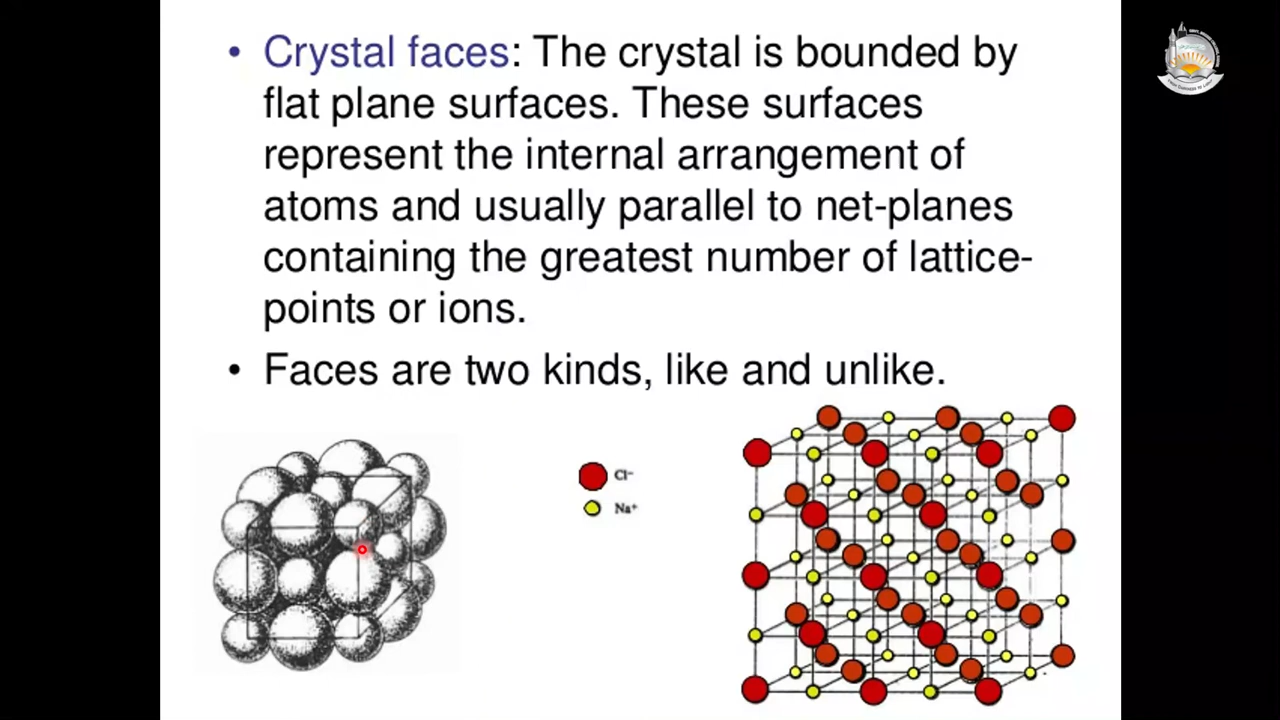 • Crystal faces: The crystal is bounded by
flat plane surfaces. These surfaces
represent the internal arrangement of
atoms and usually parallel to net-planes
containing the greatest number of lattice-
points or ions.
• Faces are two kinds, like and unlike.
Cl⁻
Na⁺